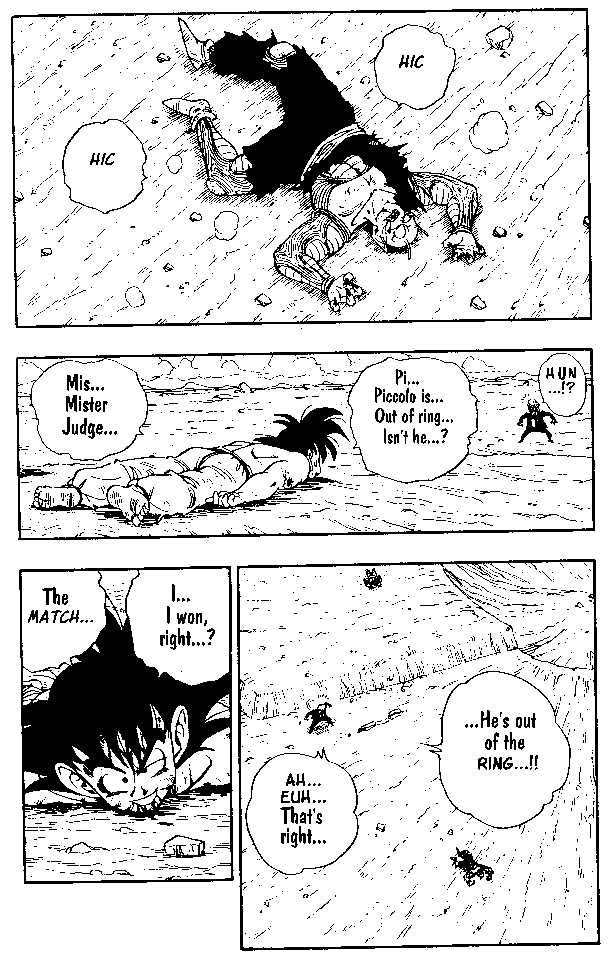 HIC
HIC
Mis...
Mister
Judge...
Pi...
Piccolo is...
Out of ring...
Isn't he...?
HUN
...!?
The
MATCH...
I...
I won,
right...?
AH...
EUH...
That's
right...
...He's out
of the
RING...!!